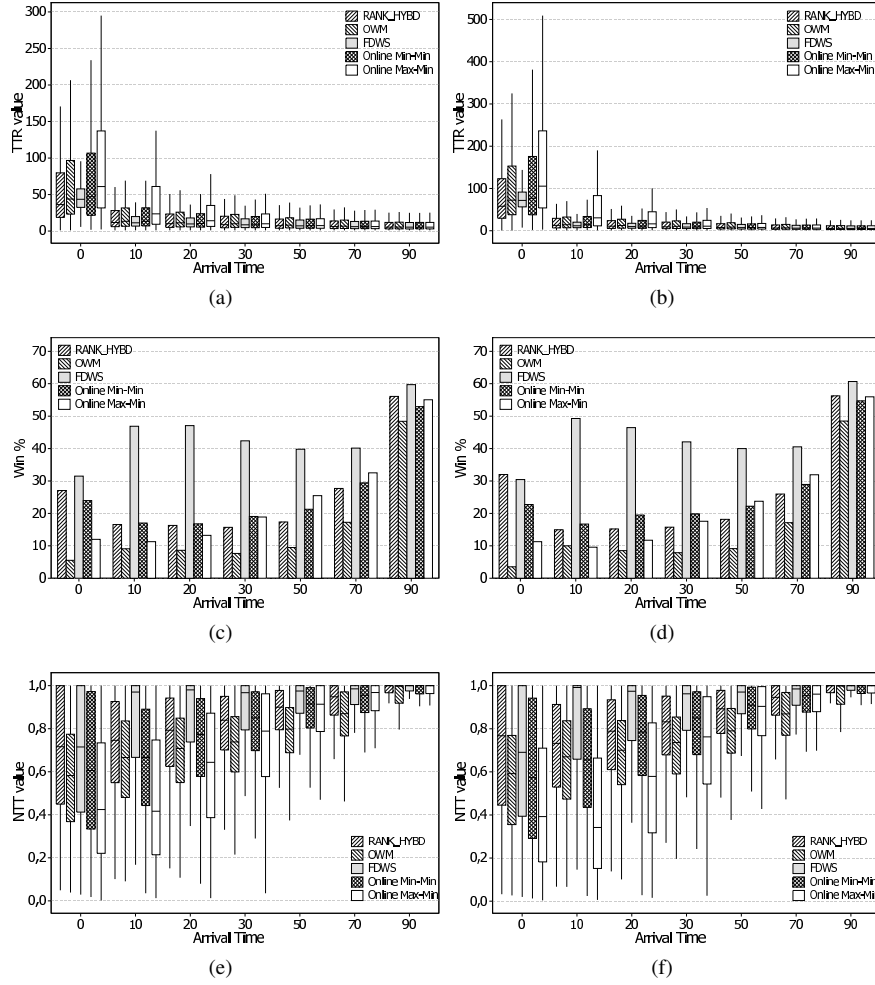 300
250
200
150
100
50
0
TTR value
RANK_HYBD
OWM
FDWS
Online Min-Min
Online Max-Min
0 10 20 30 50 70 90
Arrival Time
(a)
500
400
300
200
100
0
TTR value
RANK_HYBD
OWM
FDWS
Online Min-Min
Online Max-Min
0 10 20 30 50 70 90
Arrival Time
(b)
70
60
50
40
30
20
10
0
Win %
RANK_HYBD
OWM
FDWS
Online Min-Min
Online Max-Min
0 10 20 30 50 70 90
Arrival Time
(c)
70
60
50
40
30
20
10
0
Win %
RANK_HYBD
OWM
FDWS
Online Min-Min
Online Max-Min
0 10 20 30 50 70 90
Arrival Time
(d)
1,0
0,8
0,6
0,4
0,2
0,0
NTT value
RANK_HYBD
OWM
FDWS
Online Min-Min
Online Max-Min
0 10 20 30 50 70 90
Arrival Time
(e)
1,0
0,8
0,6
0,4
0,2
0,0
NTT value
RANK_HYBD
OWM
FDWS
Online Min-Min
Online Max-Min
0 10 20 30 50 70 90
Arrival Time
(f)